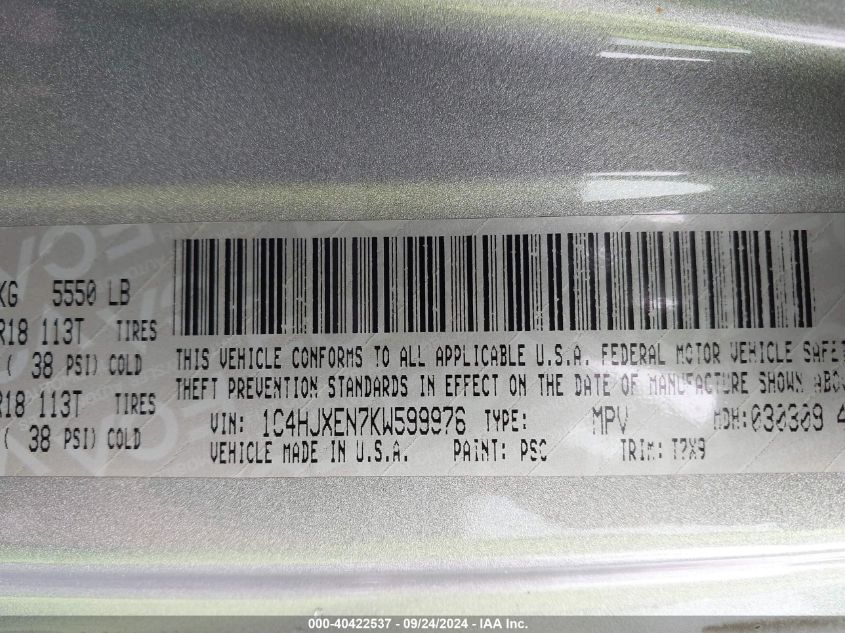 KG 5550 LB
R18 113T TIRES
( 38 PSI) COLD
R18 113T TIRES
( 38 PSI) COLD
THIS VEHICLE CONFORMS TO ALL APPLICABLE U.S.A. FEDERAL MOTOR VEHICLE SAFET
THEFT PREVENTION STANDARDS IN EFFECT ON THE DATE OF MANUFACTURE SHOWN ABO
VIN: 1C4HJXEN7KW599976 TYPE: MPV MDH:030309 4
VEHICLE MADE IN U.S.A. PAINT: PSC TRIM: T7X9
000-40422537 - 09/24/2024 - IAA Inc.